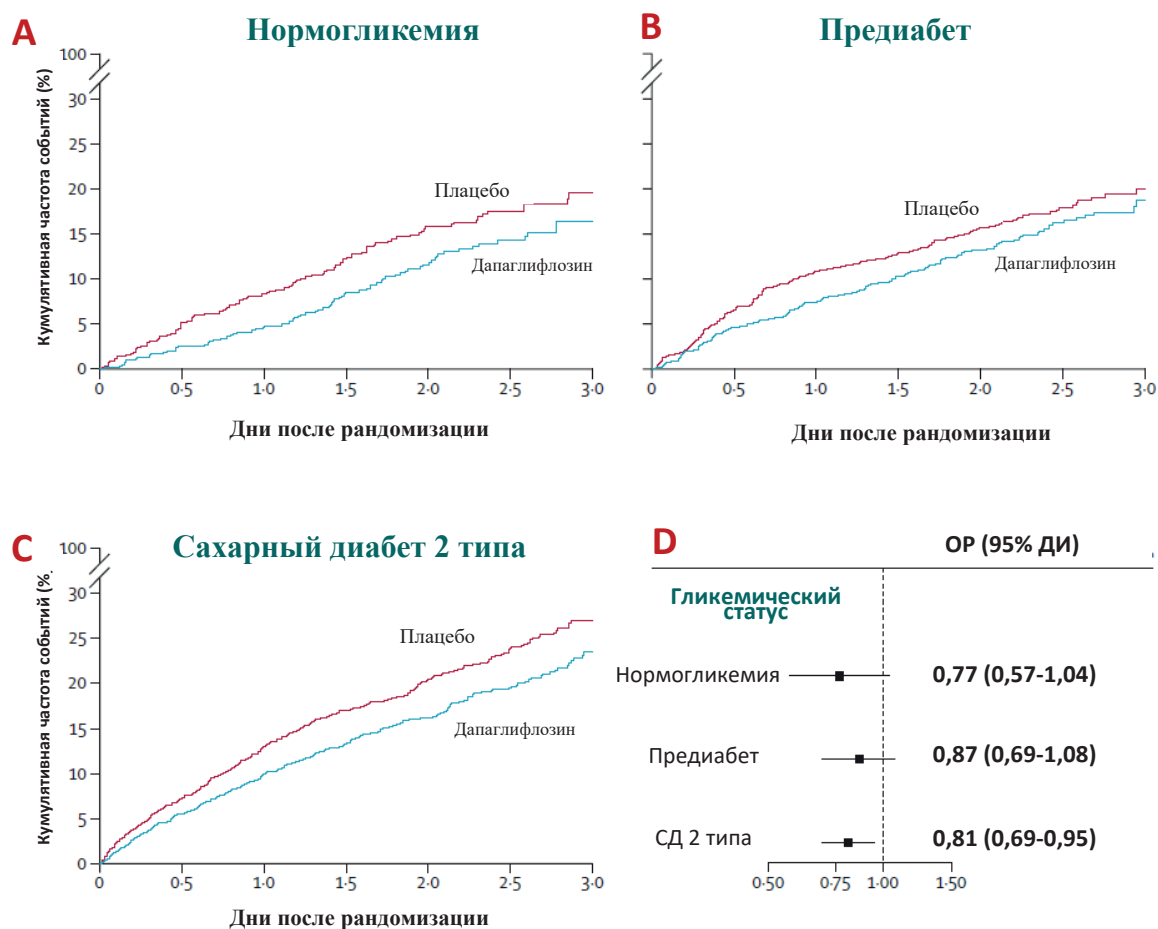 A
Нормогликемия
Кумулятивная частота событий (%)
100
30
25
20
15
10
5
0
Плацебо
Дапаглифлозин
0
0·5
1·0
1·5
2·0
2·5
3·0
Дни после рандомизации
B
Предиабет
100
30
25
20
15
10
5
0
Плацебо
Дапаглифлозин
0
0·5
1·0
1·5
2·0
2·5
3·0
Дни после рандомизации
C
Сахарный диабет 2 типа
Кумулятивная частота событий (%.
100
30
25
20
15
10
5
0
Плацебо
Дапаглифлозин
0
0·5
1·0
1·5
2·0
2·5
3·0
Дни после рандомизации
D
ОР (95% ДИ)
Гликемический
статус
Нормогликемия 0,77 (0,57-1,04)
Предиабет 0,87 (0,69-1,08)
СД 2 типа 0,81 (0,69-0,95)
0·50
0·75
1·00
1·50